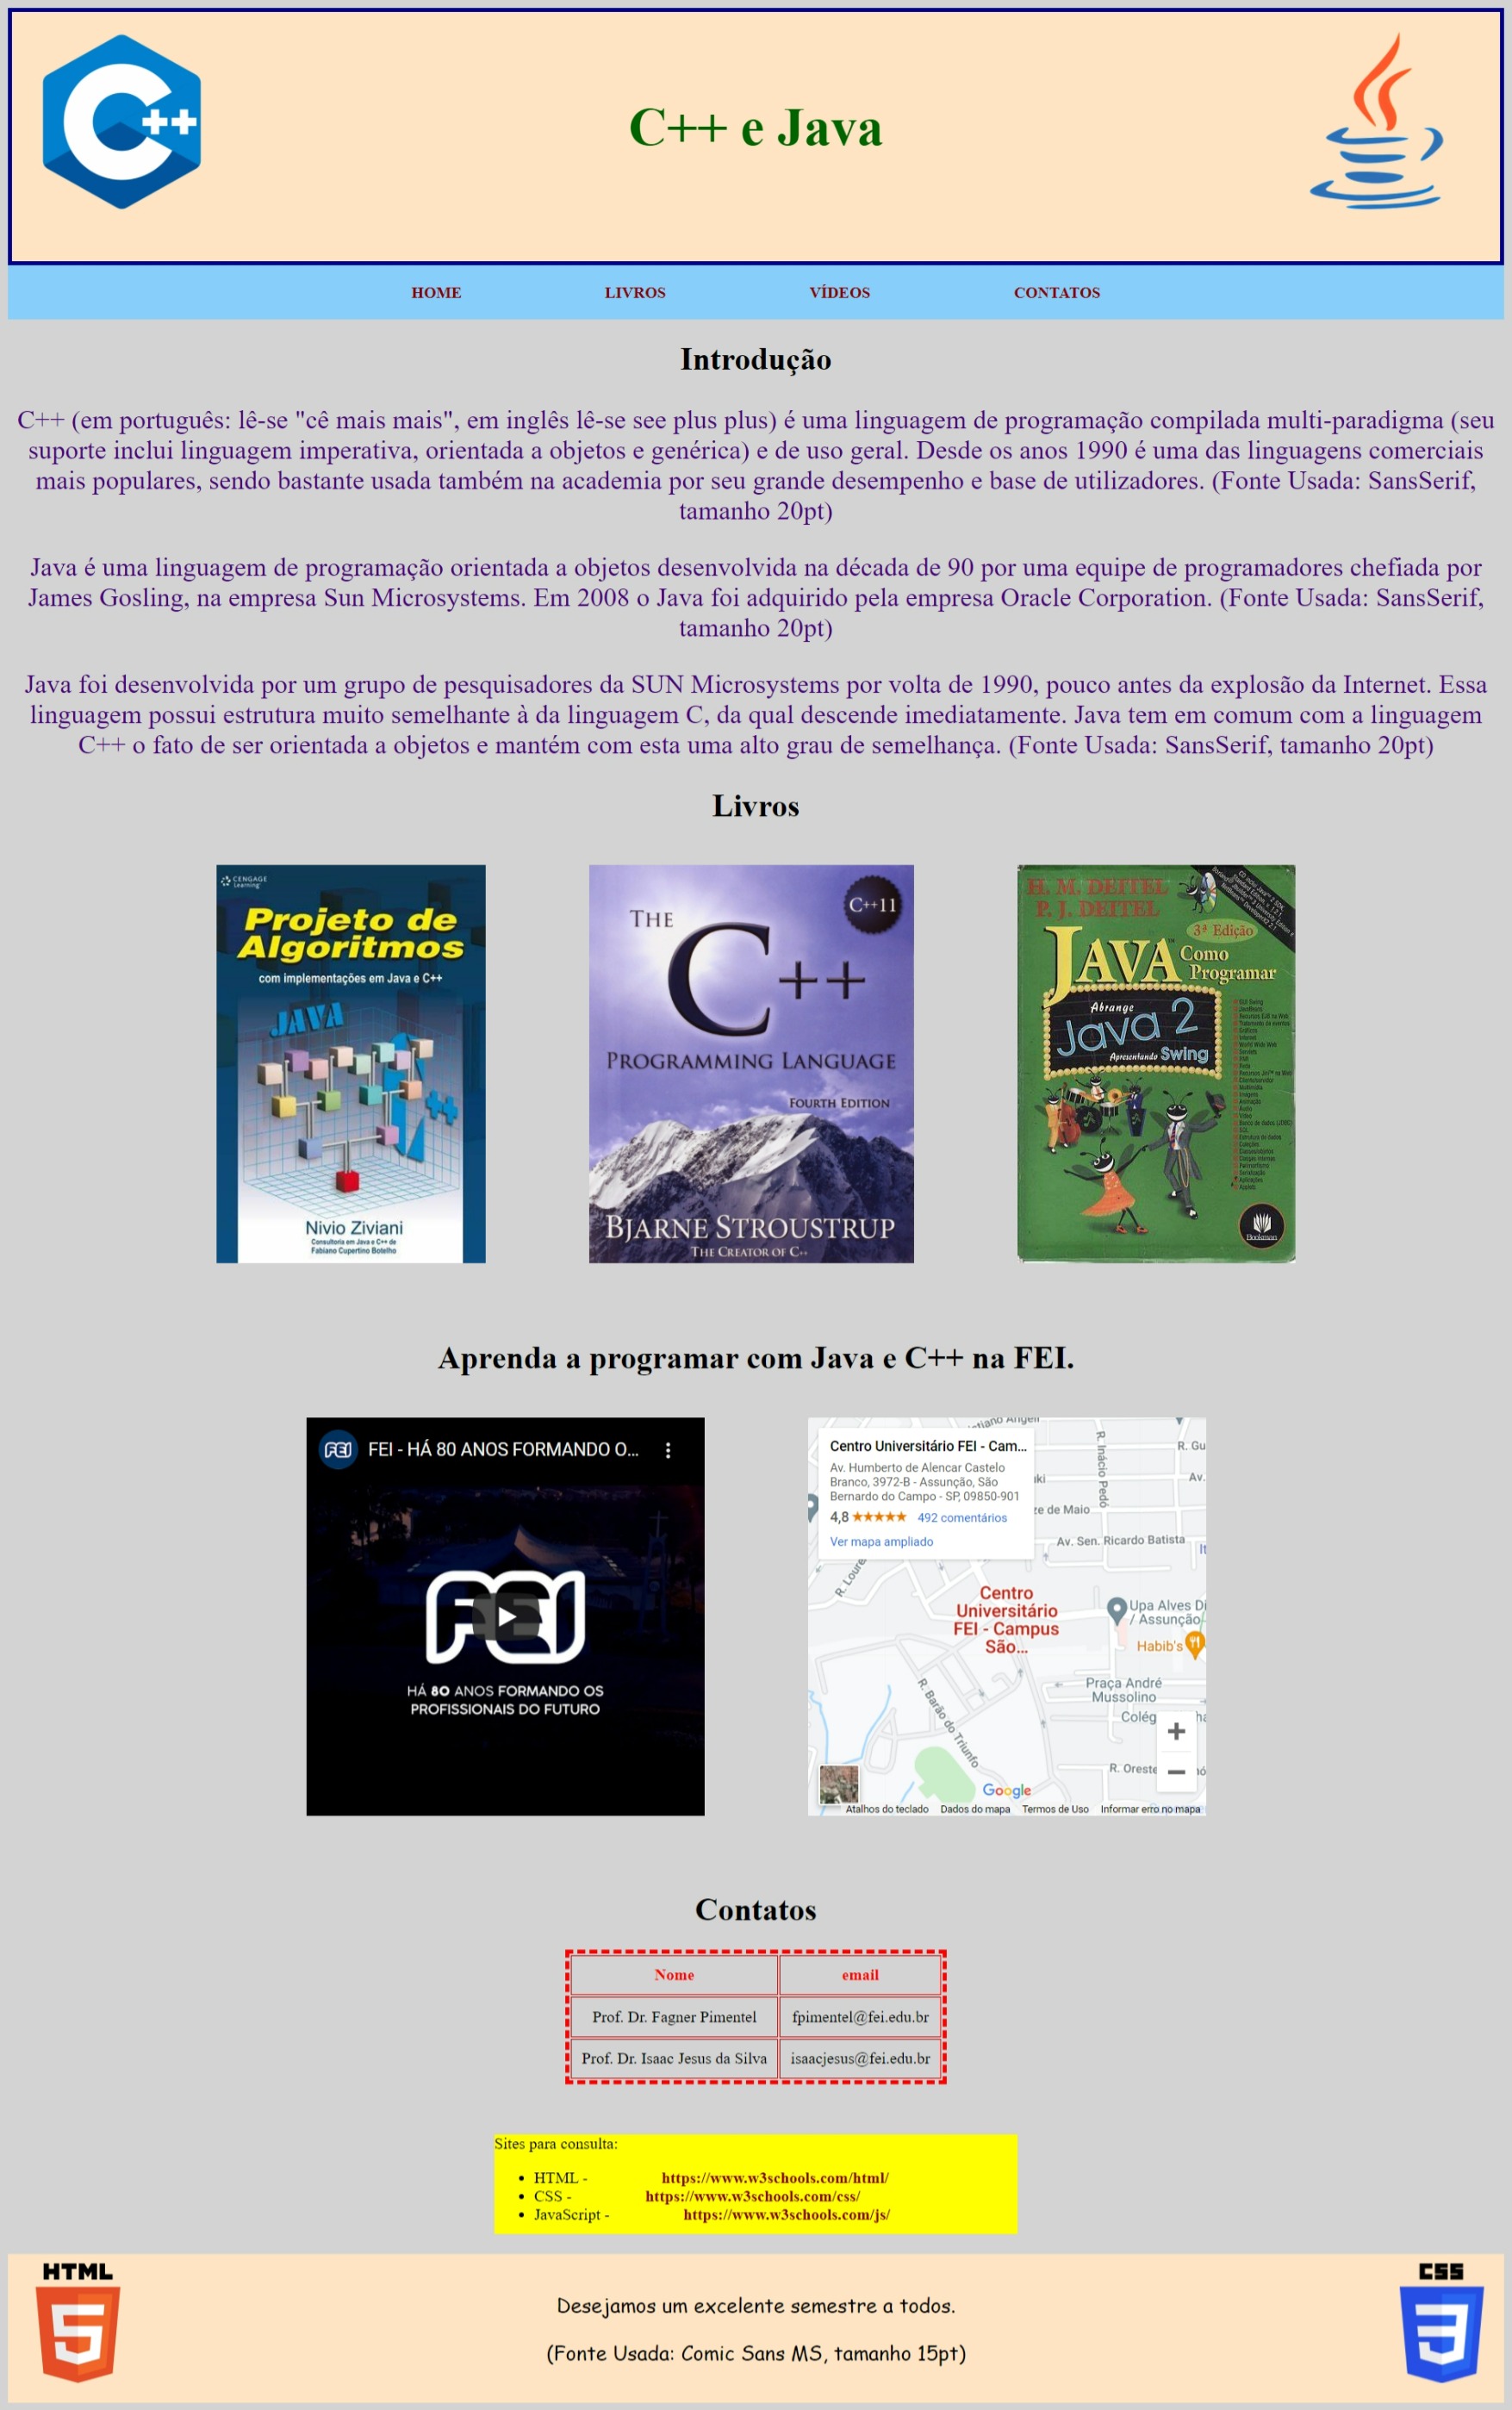 C++ e Java
HOME LIVROS VÍDEOS CONTATOS
Introdução
C++ (em português: lê-se "cê mais mais", em inglês lê-se see plus plus) é uma linguagem de programação compilada multi-paradigma (seu
suporte inclui linguagem imperativa, orientada a objetos e genérica) e de uso geral. Desde os anos 1990 é uma das linguagens comerciais
mais populares, sendo bastante usada também na academia por seu grande desempenho e base de utilizadores. (Fonte Usada: SansSerif,
tamanho 20pt)
Java é uma linguagem de programação orientada a objetos desenvolvida na década de 90 por uma equipe de programadores chefiada por
James Gosling, na empresa Sun Microsystems. Em 2008 o Java foi adquirido pela empresa Oracle Corporation. (Fonte Usada: SansSerif,
tamanho 20pt)
Java foi desenvolvida por um grupo de pesquisadores da SUN Microsystems por volta de 1990, pouco antes da explosão da Internet. Essa
linguagem possui estrutura muito semelhante à da linguagem C, da qual descende imediatamente. Java tem em comum com a linguagem
C++ o fato de ser orientada a objetos e mantém com esta uma alto grau de semelhança. (Fonte Usada: SansSerif, tamanho 20pt)
Livros
CENGAGE
Learning
Projeto de
Algoritmos
com implementações em Java e C++
JAVA
C++
Nivio Ziviani
Consultoria em Java e C++ de
Fabiano Cupertino Botelho
C++11
THE
C++
PROGRAMMING LANGUAGE
FOURTH EDITION
BJARNE STROUSTRUP
THE CREATOR OF C++
H. M. DEITEL
P. J. DEITEL
3ª Edição
JAVA Como
Programar
Abrange
Java 2
Apresentando Swing
Bookman
Aprenda a programar com Java e C++ na FEI.
FEI FEI - HÁ 80 ANOS FORMANDO O...
FEI
HÁ 80 ANOS FORMANDO OS
PROFISSIONAIS DO FUTURO
Centro Universitário FEI - Cam...
Av. Humberto de Alencar Castelo
Branco, 3972-B - Assunção, São
Bernardo do Campo - SP, 09850-901
4,8 ★★★★★ 492 comentários
Ver mapa ampliado
R. Inácio Pedó
R. Gu
Av.
ze de Maio
Av. Sen. Ricardo Batista
It
R. Loure
Centro
Universitário
FEI - Campus
São...
Upa Alves Di
/ Assunção
Habib's
Praça André
Mussolino
Colég
R. Barão do Triunfo
R. Oreste
Google
Atalhos do teclado Dados do mapa Termos de Uso Informar erro no mapa
Contatos
Nome email
Prof. Dr. Fagner Pimentel fpimentel@fei.edu.br
Prof. Dr. Isaac Jesus da Silva isaacjesus@fei.edu.br
Sites para consulta:
• HTML - https://www.w3schools.com/html/
• CSS - https://www.w3schools.com/css/
• JavaScript - https://www.w3schools.com/js/
HTML
5
CSS
3
Desejamos um excelente semestre a todos.
(Fonte Usada: Comic Sans MS, tamanho 15pt)